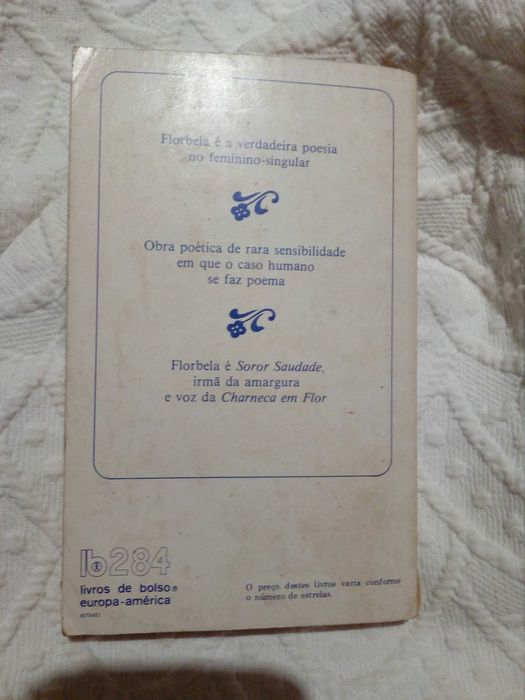 Florbela é a verdadeira poesia
no feminino-singular
Obra poética de rara sensibilidade
em que o caso humano
se faz poema
Florbela é Soror Saudade,
irmã da amargura
e voz da Charneca em Flor
lb284
livros de bolso
europa-américa
O preço destes livros varia conforme
o número de estrelas.